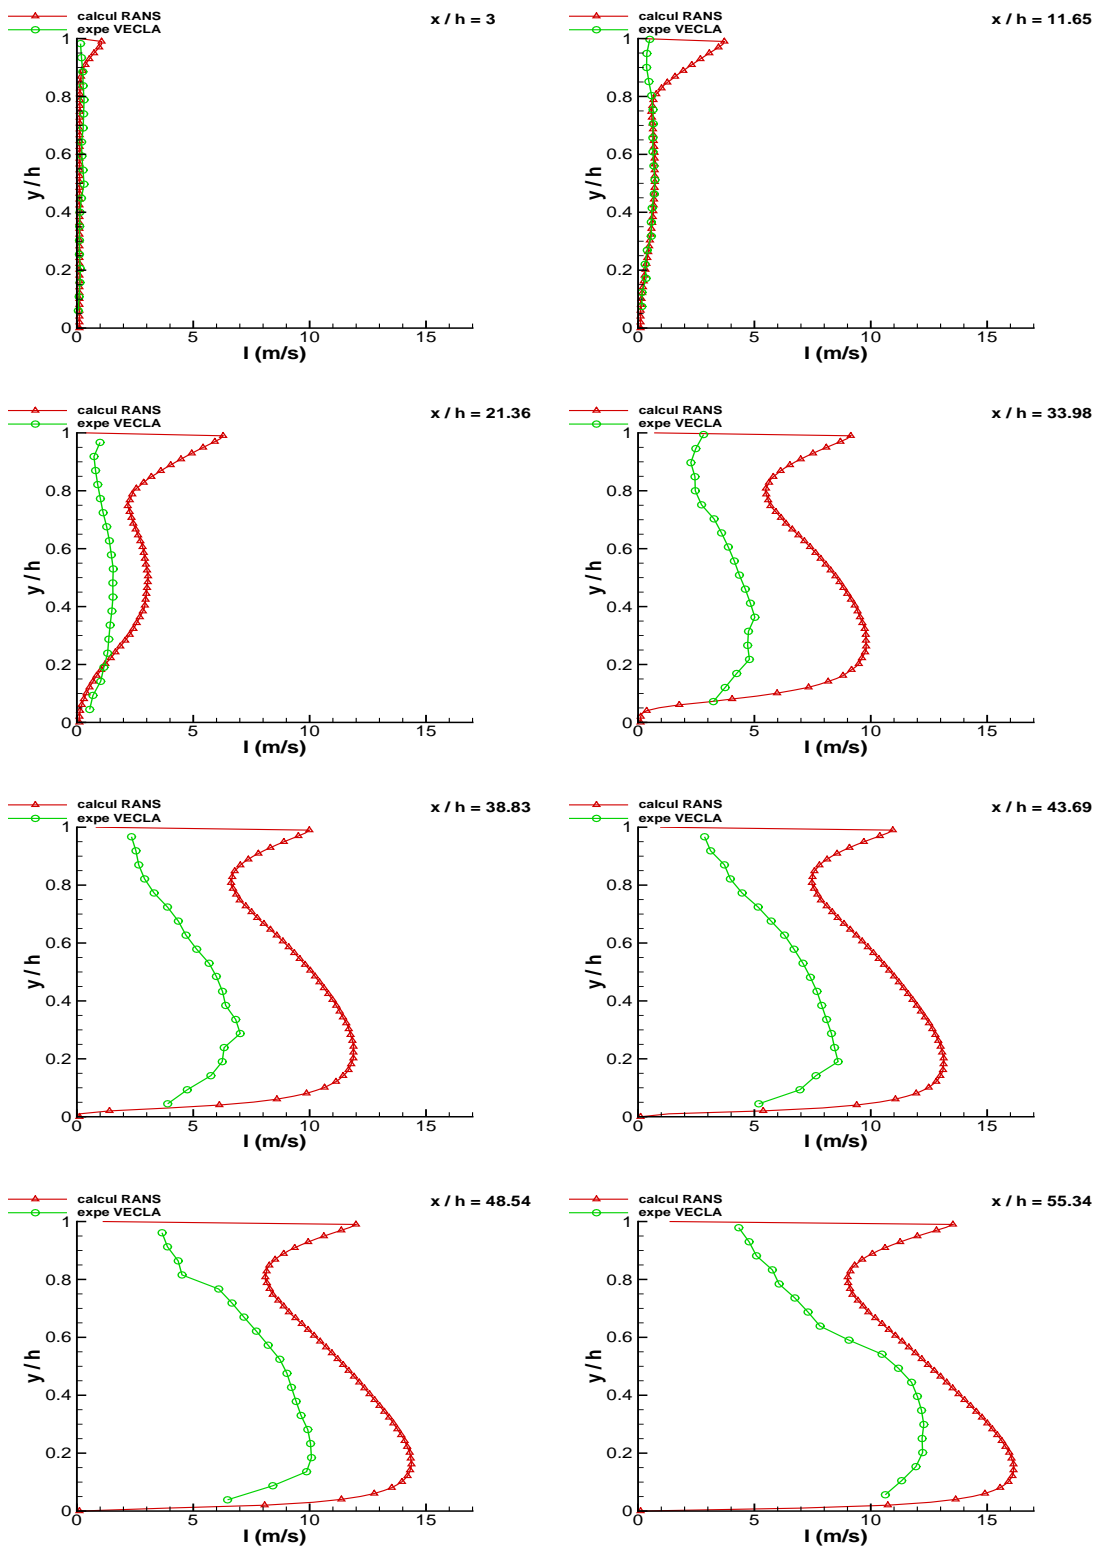 calcul RANS
expe VECLA
x / h = 3
y / h
1
0.8
0.6
0.4
0.2
0
0 5 10 15
I (m/s)
calcul RANS
expe VECLA
x / h = 11.65
y / h
1
0.8
0.6
0.4
0.2
0
0 5 10 15
I (m/s)
calcul RANS
expe VECLA
x / h = 21.36
y / h
1
0.8
0.6
0.4
0.2
0
0 5 10 15
I (m/s)
calcul RANS
expe VECLA
x / h = 33.98
y / h
1
0.8
0.6
0.4
0.2
0
0 5 10 15
I (m/s)
calcul RANS
expe VECLA
x / h = 38.83
y / h
1
0.8
0.6
0.4
0.2
0
0 5 10 15
I (m/s)
calcul RANS
expe VECLA
x / h = 43.69
y / h
1
0.8
0.6
0.4
0.2
0
0 5 10 15
I (m/s)
calcul RANS
expe VECLA
x / h = 48.54
y / h
1
0.8
0.6
0.4
0.2
0
0 5 10 15
I (m/s)
calcul RANS
expe VECLA
x / h = 55.34
y / h
1
0.8
0.6
0.4
0.2
0
0 5 10 15
I (m/s)